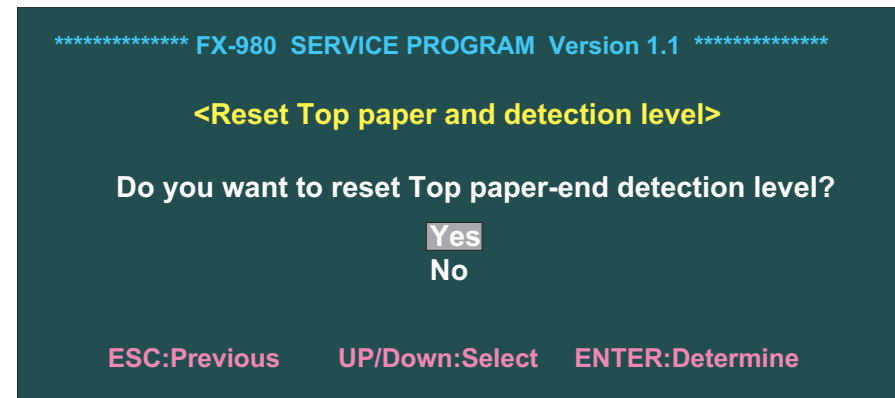 ************** FX-980 SERVICE PROGRAM Version 1.1 **************
<Reset Top paper and detection level>
Do you want to reset Top paper-end detection level?
Yes
No
ESC:Previous UP/Down:Select ENTER:Determine